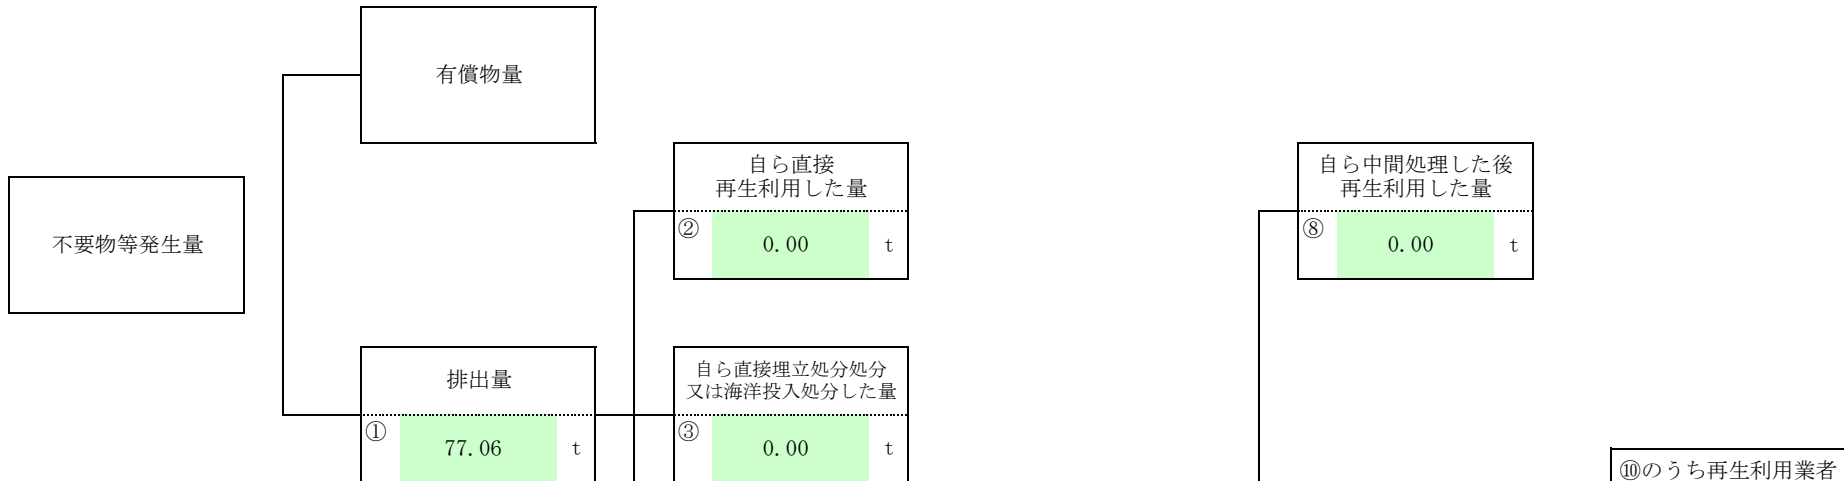 有償物量
自ら直接
再生利用した量
自ら中間処理した後
再生利用した量
不要物等発生量
② 0.00 t
⑧ 0.00 t
排出量
自ら直接埋立処分処分
又は海洋投入処分した量
① 77.06 t
③ 0.00 t
⑩のうち再生利用業者